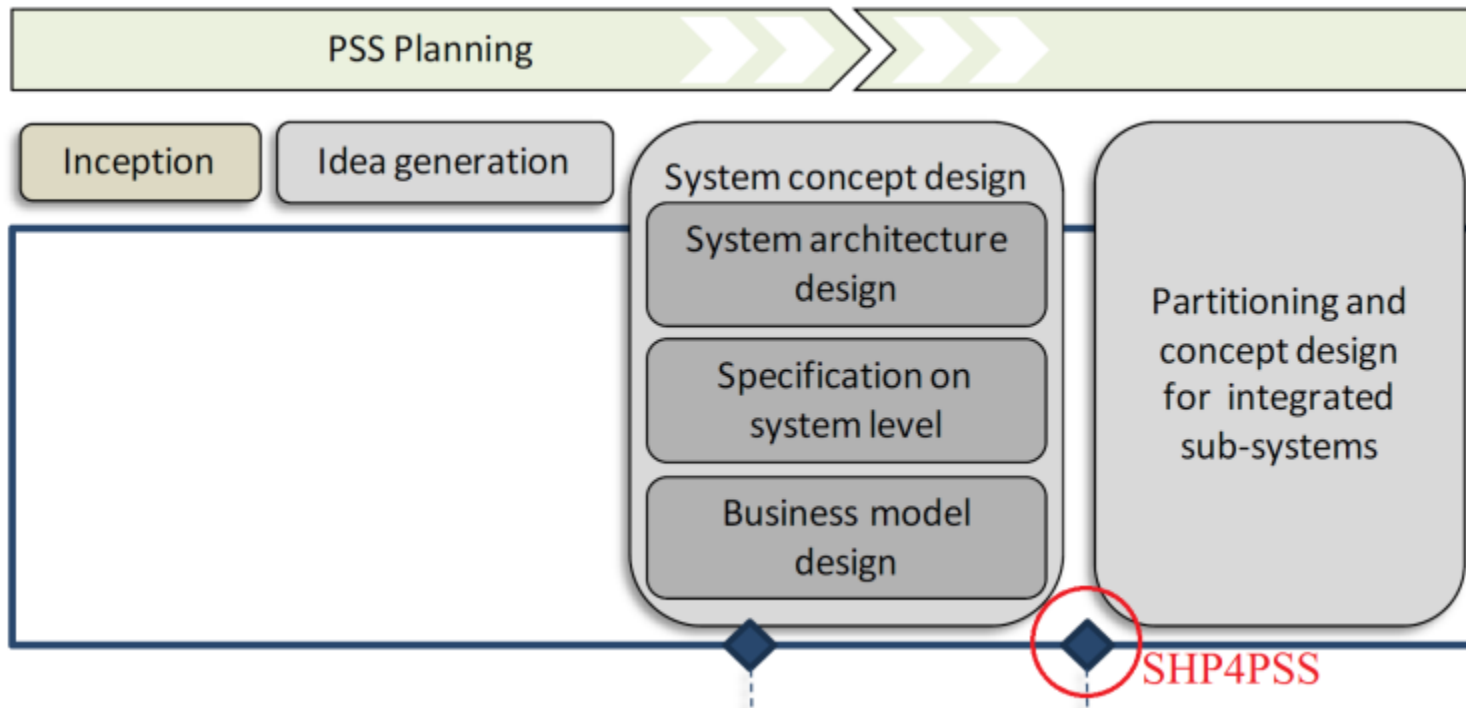 PSS Planning
Inception
Idea generation
System concept design
System architecture
design
Specification on
system level
Business model
design
Partitioning and
concept design
for integrated
sub-systems
SHP4PSS